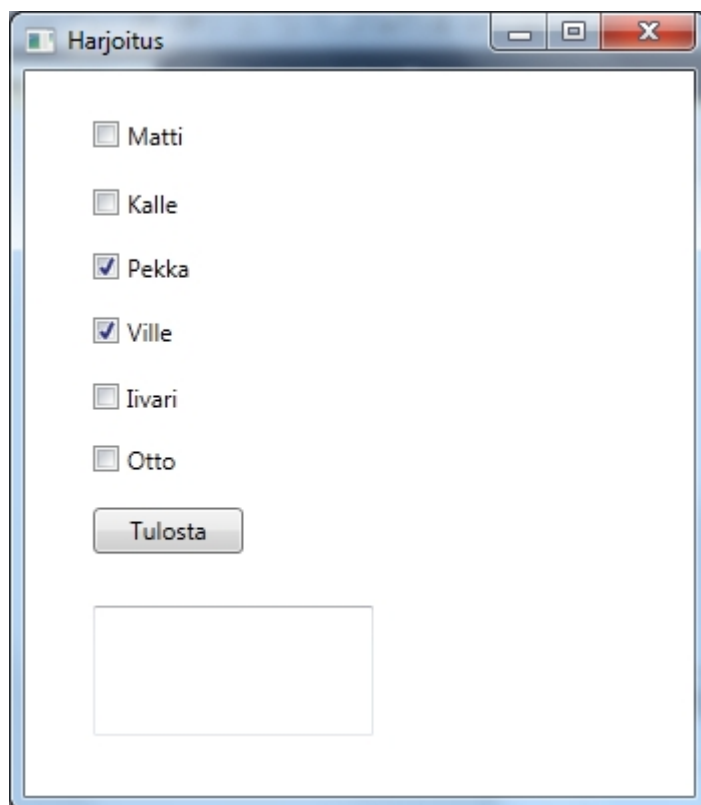 Harjoitus
Matti
Kalle
Pekka
Ville
Iivari
Otto
Tulosta